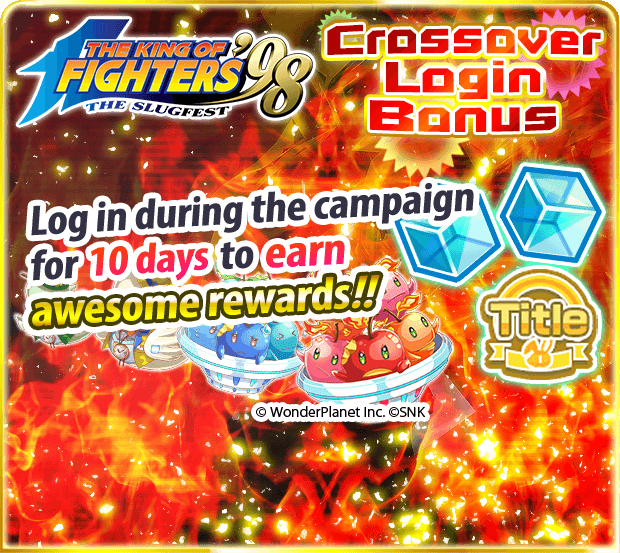 THE KING OF
FIGHTERS '98
THE SLUGFEST
Crossover
Login
Bonus
Log in during the campaign
for 10 days to earn
awesome rewards!!
Title
© WonderPlanet Inc. ©SNK